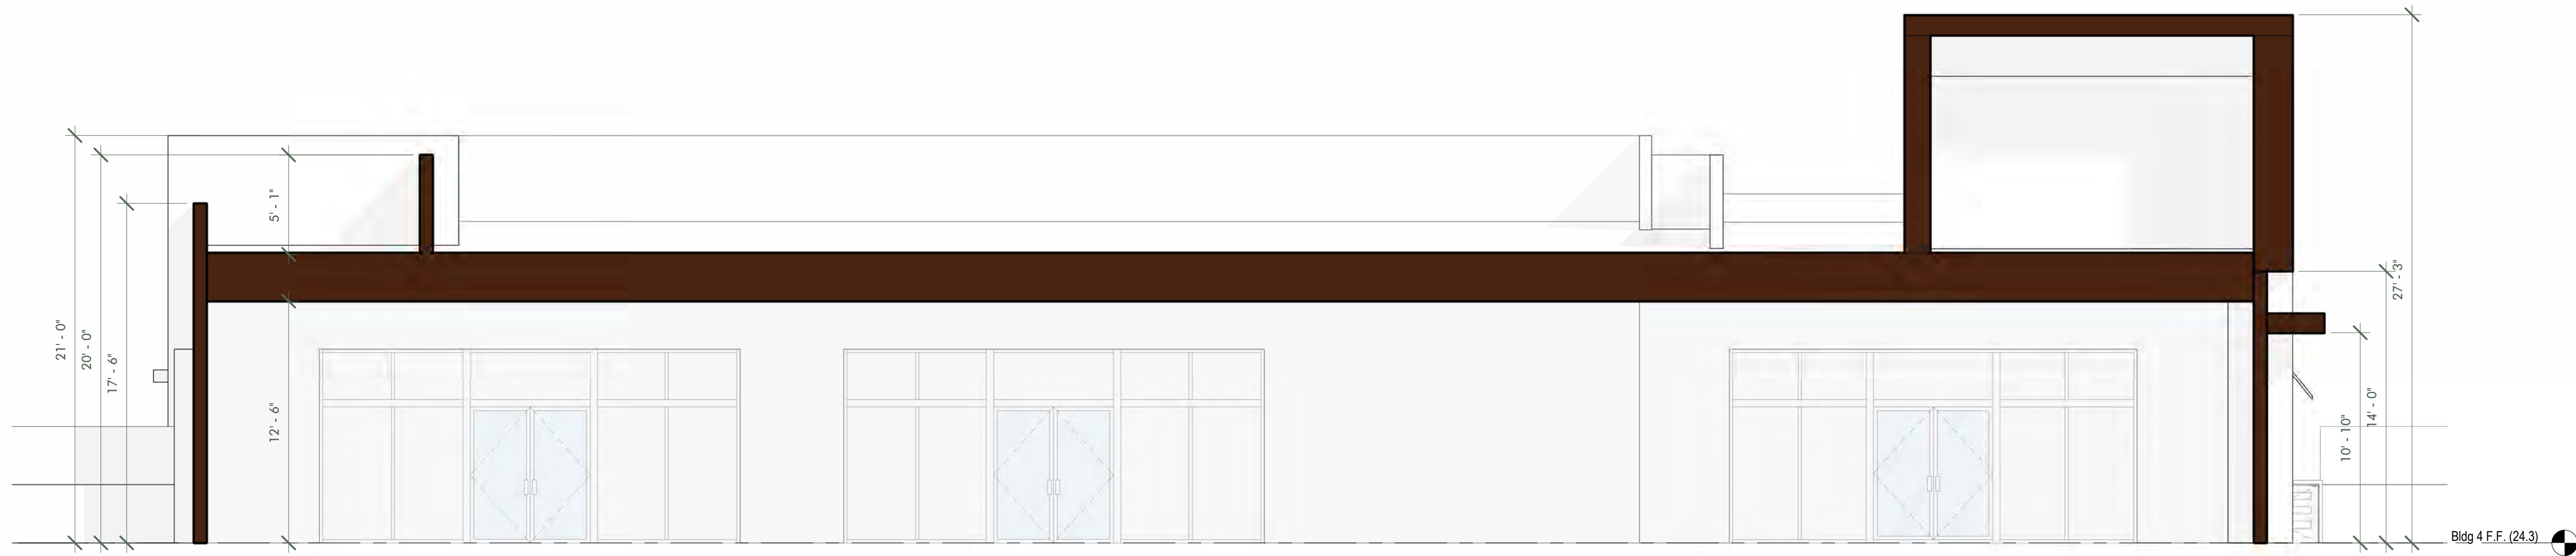 21' - 0"
20' - 0"
17' - 6"
5' - 1"
12' - 6"
27' - 3"
14' - 0"
10' - 10"
Bldg 4 F.F. (24.3)